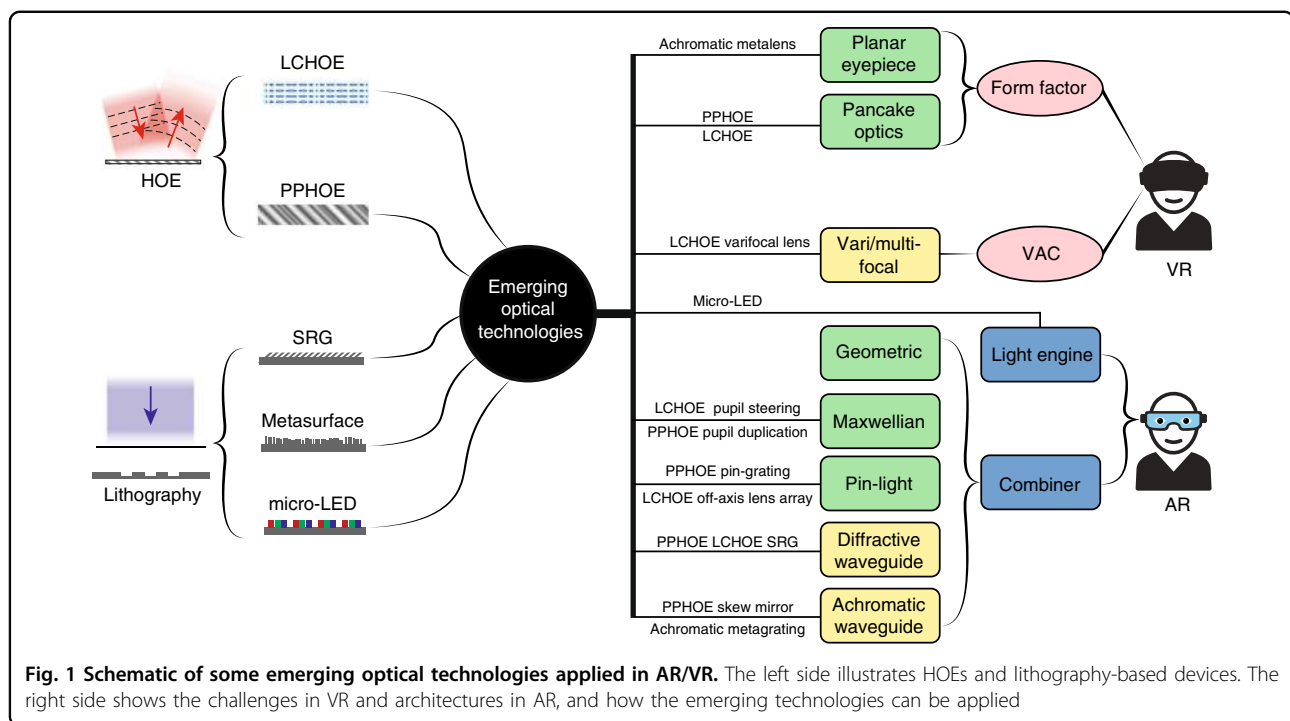 LCHOE
HOE
PPHOE
SRG
Metasurface
Lithography
micro-LED
Emerging
optical
technologies
Achromatic metalens
Planar
eyepiece
PPHOE
LCHOE
Pancake
optics
Form factor
LCHOE varifocal lens
Vari/multi-
focal
VAC
VR
Micro-LED
Geometric
Light engine
LCHOE pupil steering
PPHOE pupil duplication
Maxwellian
PPHOE pin-grating
LCHOE off-axis lens array
Pin-light
Combiner
AR
PPHOE LCHOE SRG
Diffractive
waveguide
PPHOE skew mirror
Achromatic metagrating
Achromatic
waveguide
Fig. 1 Schematic of some emerging optical technologies applied in AR/VR. The left side illustrates HOEs and lithography-based devices. The
right side shows the challenges in VR and architectures in AR, and how the emerging technologies can be applied